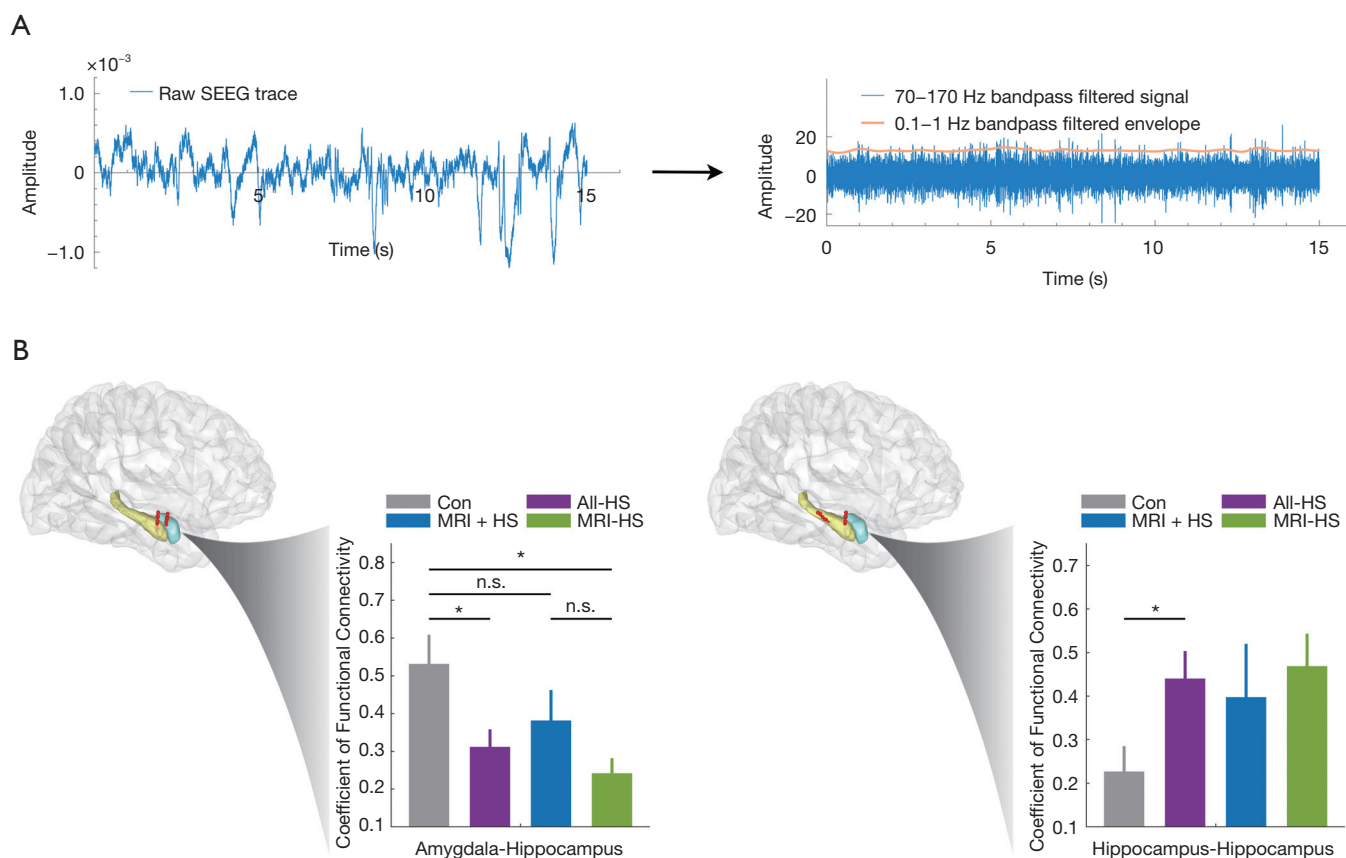 A
×10⁻³
1.0
0
−1.0
Amplitude
Raw SEEG trace
5
10
15
Time (s)
70–170 Hz bandpass filtered signal
0.1–1 Hz bandpass filtered envelope
20
0
−20
Amplitude
0
5
10
15
Time (s)
B
Con
All-HS
MRI + HS
MRI-HS
Coefficient of Functional Connectivity
0.8
0.7
0.6
0.5
0.4
0.3
0.2
0.1
*
n.s.
*
n.s.
Amygdala-Hippocampus
Con
All-HS
MRI + HS
MRI-HS
Coefficient of Functional Connectivity
0.7
0.6
0.5
0.4
0.3
0.2
0.1
*
Hippocampus-Hippocampus